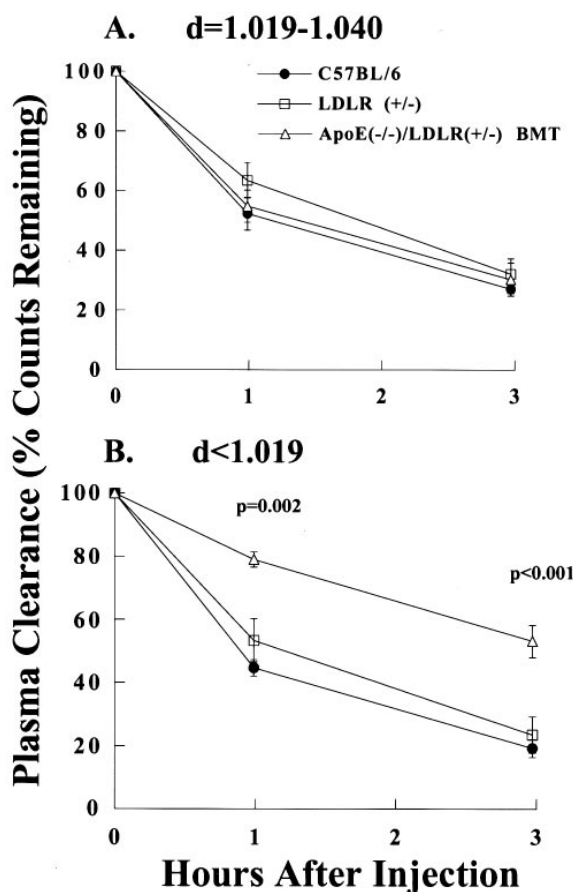 A. d=1.019-1.040
C57BL/6
LDLR (+/-)
ApoE(-/-)/LDLR(+/-) BMT
100
80
60
40
20
0
0 1 2 3
B. d<1.019
p=0.002
p<0.001
100
80
60
40
20
0
0 1 2 3
Plasma Clearance (% Counts Remaining)
Hours After Injection